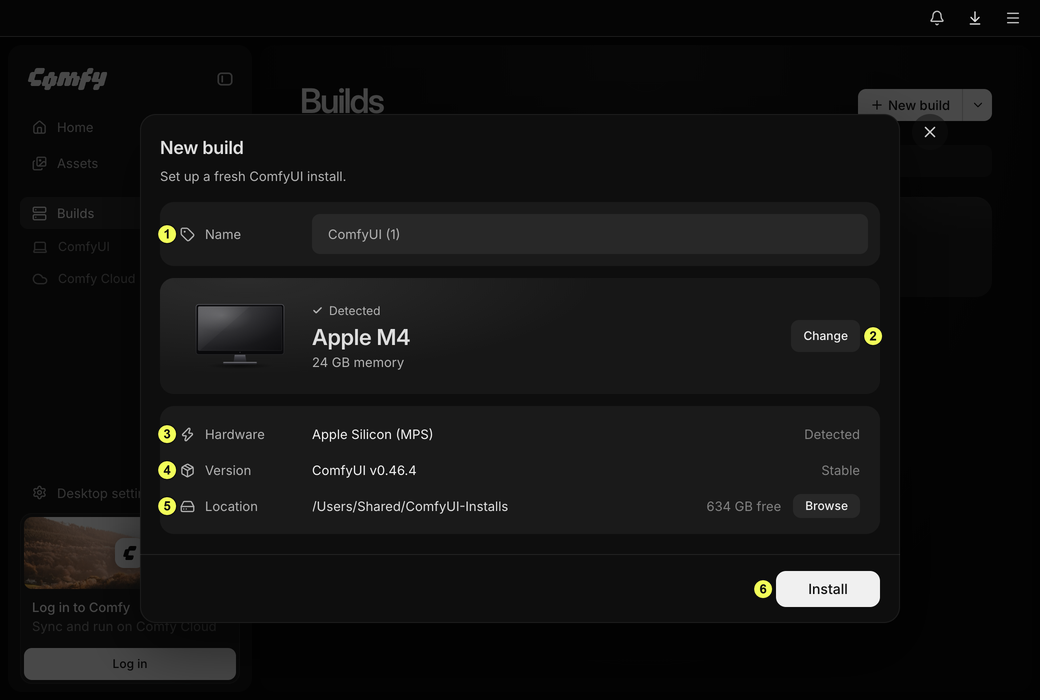 Comfy
Builds
+ New build
Home
Assets
Builds
ComfyUI
Comfy Cloud
New build
Set up a fresh ComfyUI install.
1 Name ComfyUI (1)
Detected
Apple M4
24 GB memory
Change 2
3 Hardware Apple Silicon (MPS) Detected
4 Version ComfyUI v0.46.4 Stable
5 Location /Users/Shared/ComfyUI-Installs 634 GB free Browse
6 Install
Desktop settin
C
Log in to Comfy
Sync and run on Comfy Cloud
Log in